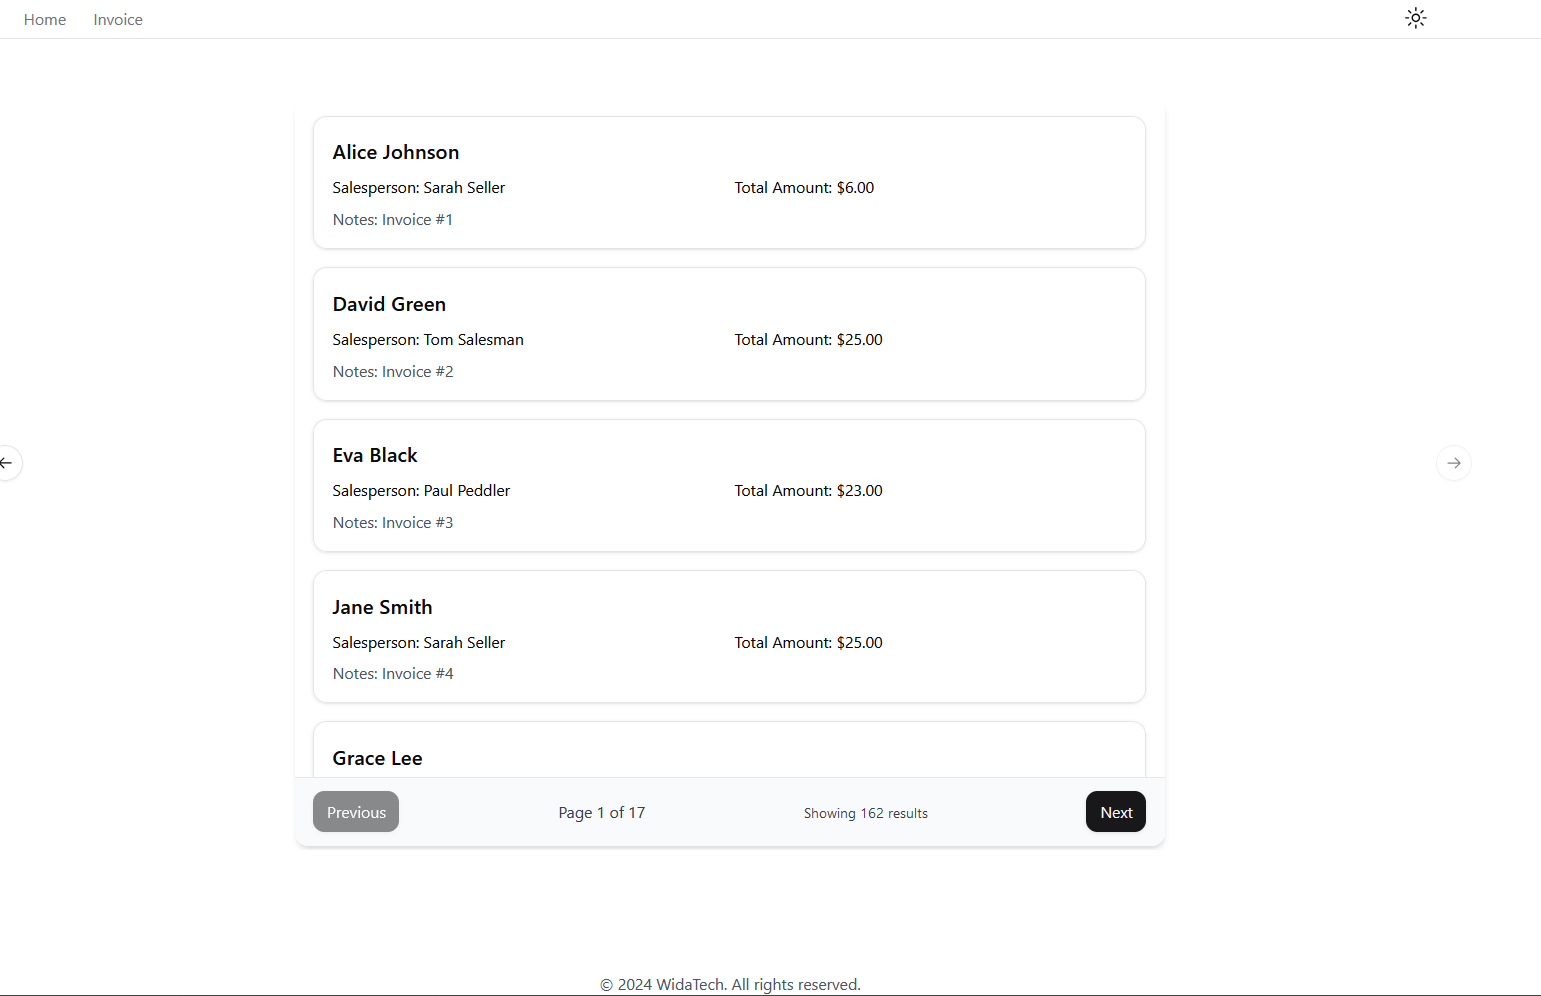 Home Invoice
Alice Johnson
Salesperson: Sarah Seller Total Amount: $6.00
Notes: Invoice #1
David Green
Salesperson: Tom Salesman Total Amount: $25.00
Notes: Invoice #2
Eva Black
Salesperson: Paul Peddler Total Amount: $23.00
Notes: Invoice #3
Jane Smith
Salesperson: Sarah Seller Total Amount: $25.00
Notes: Invoice #4
Grace Lee
Previous Page 1 of 17 Showing 162 results Next
© 2024 WidaTech. All rights reserved.